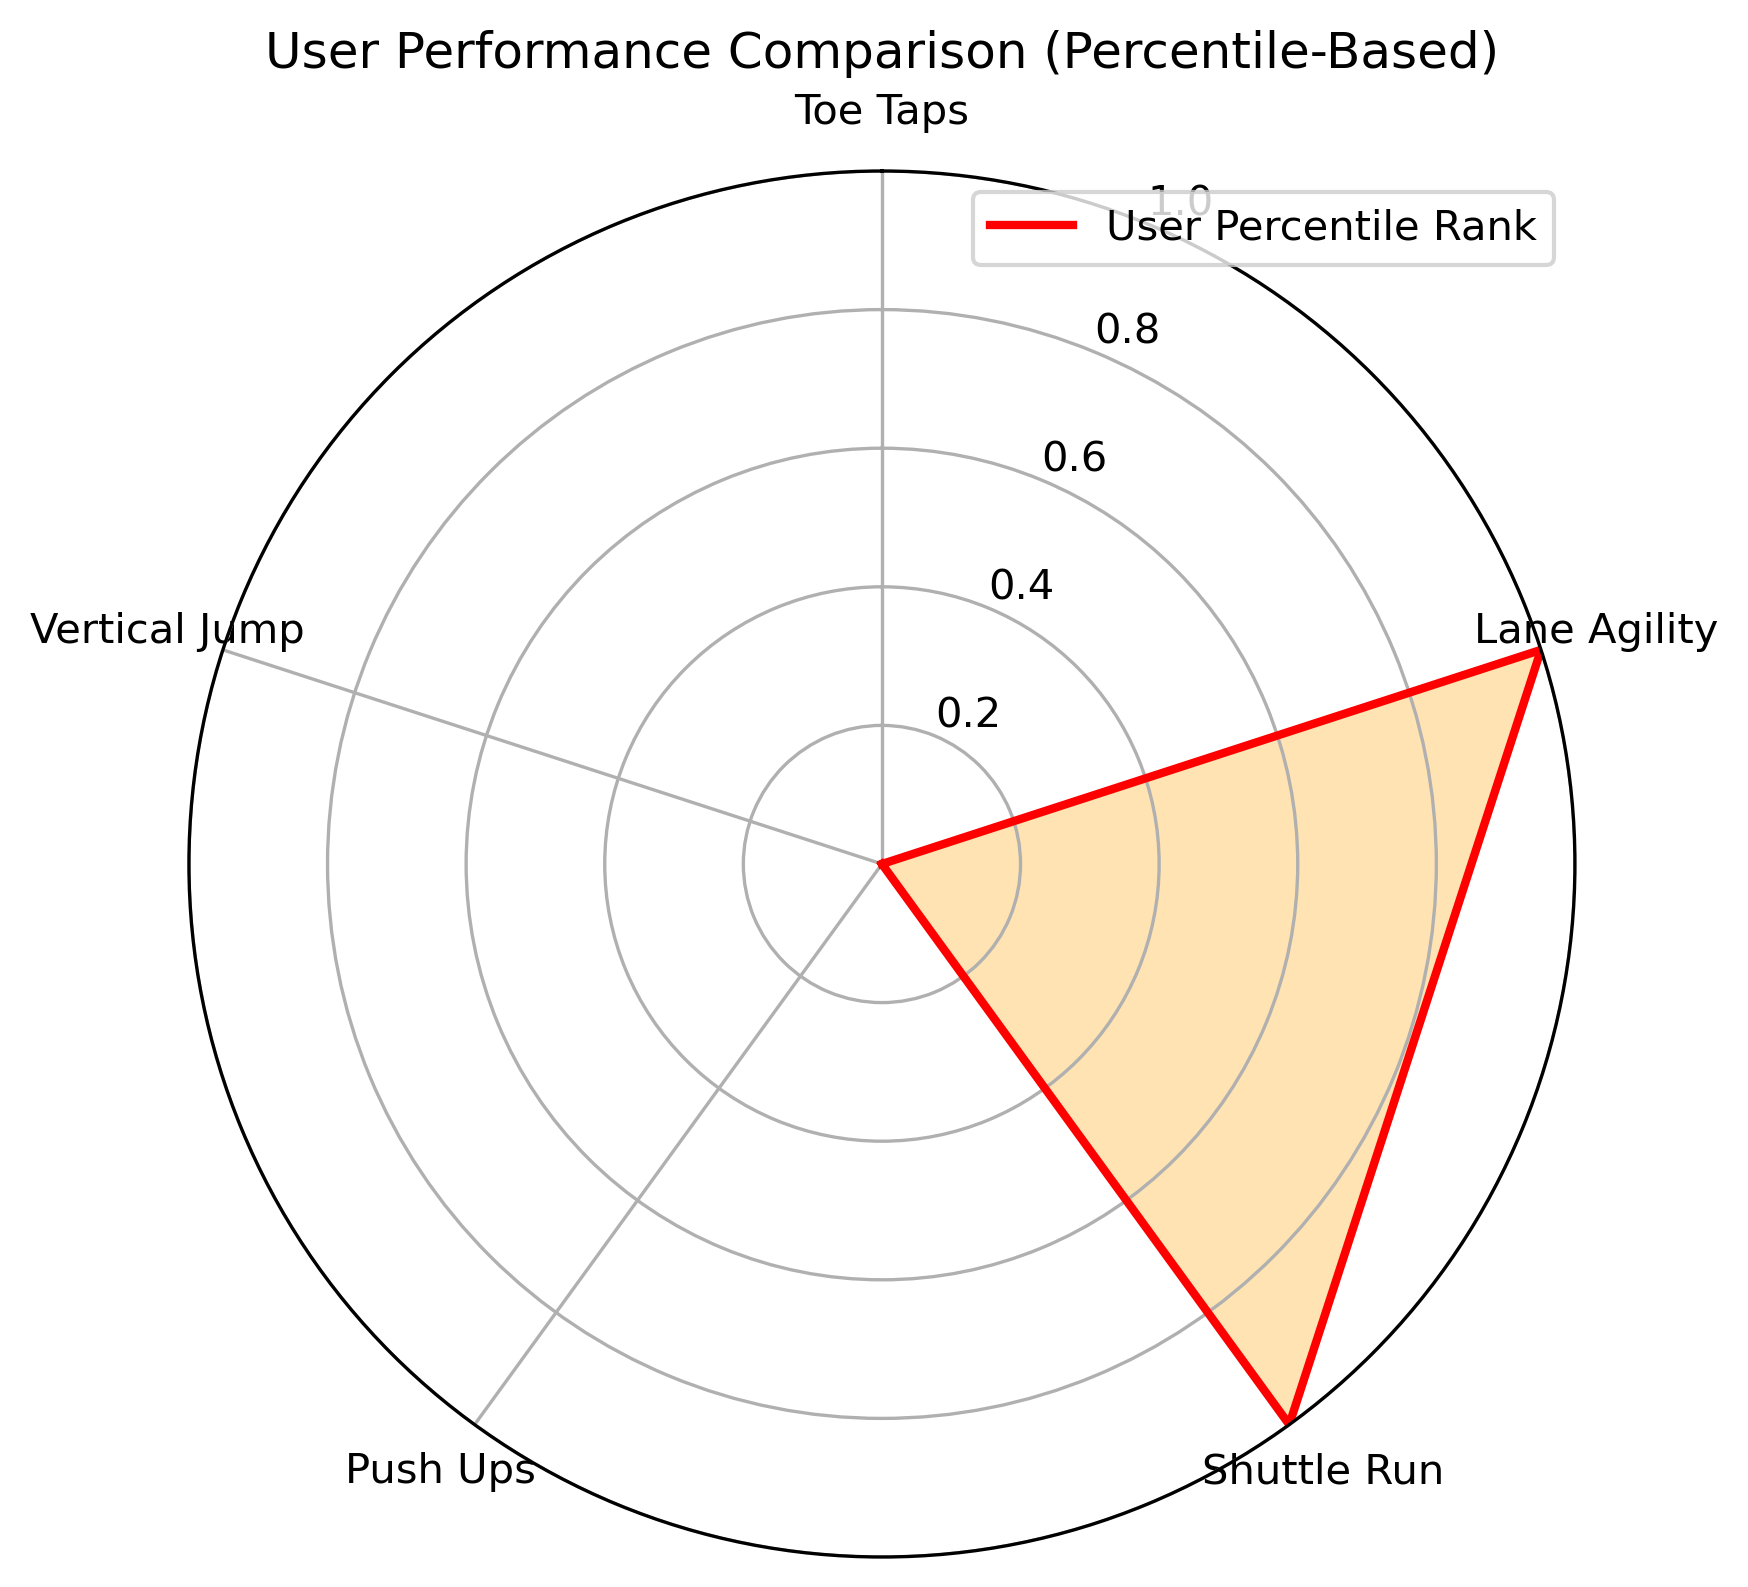 User Performance Comparison (Percentile-Based)
Toe Taps
1.0
User Percentile Rank
0.8
0.6
0.4
0.2
Vertical Jump
Lane Agility
Push Ups
Shuttle Run